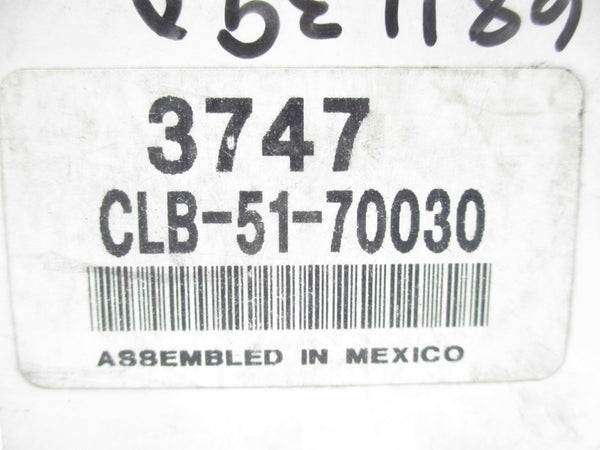 3747
CLB-51-70030
ASSEMBLED IN MEXICO